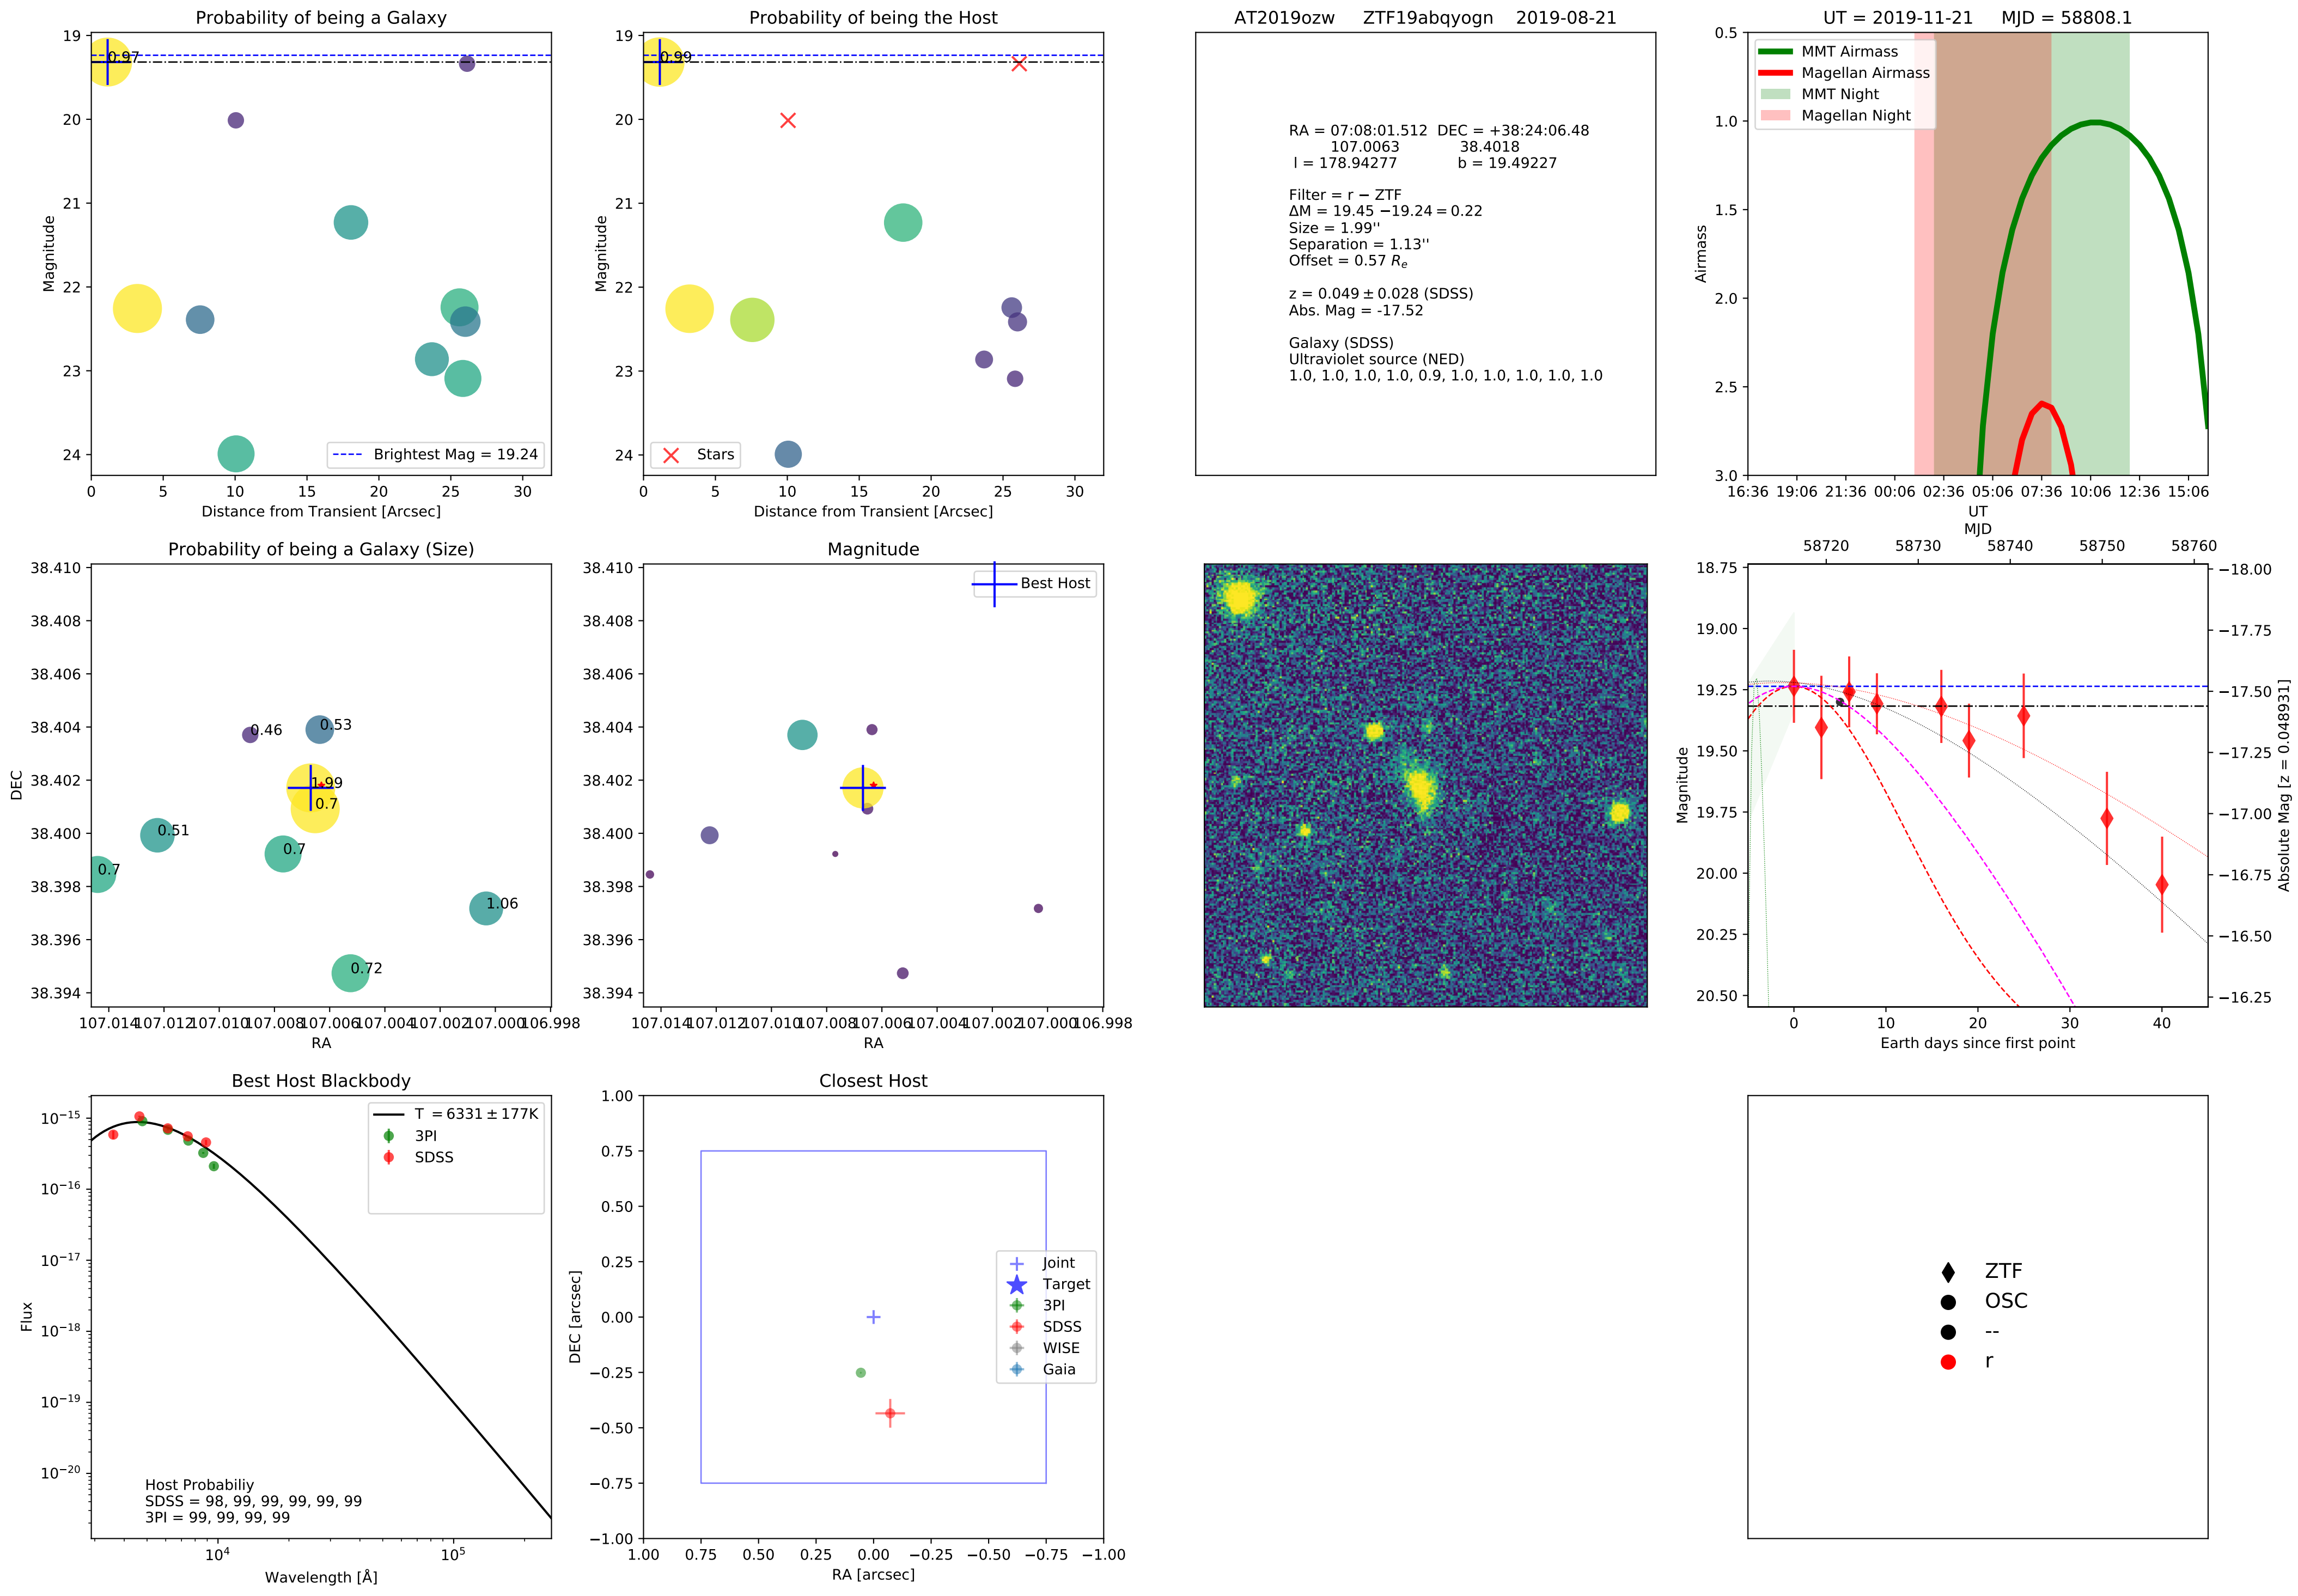 Probability of being a Galaxy
0.97
Magnitude
19
20
21
22
23
24
Brightest Mag = 19.24
0 5 10 15 20 25 30
Distance from Transient [Arcsec]
Probability of being the Host
0.99
Magnitude
19
20
21
22
23
24
Stars
0 5 10 15 20 25 30
Distance from Transient [Arcsec]
AT2019ozw ZTF19abqyogn 2019-08-21
RA = 07:08:01.512 DEC = +38:24:06.48
107.0063 38.4018
l = 178.94277 b = 19.49227
Filter = r − ZTF
ΔM = 19.45 −19.24 = 0.22
Size = 1.99''
Separation = 1.13''
Offset = 0.57 Re
z = 0.049 ± 0.028 (SDSS)
Abs. Mag = -17.52
Galaxy (SDSS)
Ultraviolet source (NED)
1.0, 1.0, 1.0, 1.0, 0.9, 1.0, 1.0, 1.0, 1.0, 1.0
UT = 2019-11-21 MJD = 58808.1
MMT Airmass
Magellan Airmass
MMT Night
Magellan Night
Airmass
0.5
1.0
1.5
2.0
2.5
3.0
16:36 19:06 21:36 00:06 02:36 05:06 07:36 10:06 12:36 15:06
UT
Probability of being a Galaxy (Size)
DEC
38.410
38.408
38.406
38.404
38.402
38.400
38.398
38.396
38.394
0.46
0.53
1.99
0.7
0.51
0.7
0.7
1.06
0.72
107.014 107.012 107.010 107.008 107.006 107.004 107.002 107.000 106.998
RA
Magnitude
Best Host
38.410
38.408
38.406
38.404
38.402
38.400
38.398
38.396
38.394
107.014 107.012 107.010 107.008 107.006 107.004 107.002 107.000 106.998
RA
MJD
58720 58730 58740 58750 58760
Magnitude
18.75
19.00
19.25
19.50
19.75
20.00
20.25
20.50
−18.00
−17.75
−17.50
−17.25
−17.00
−16.75
−16.50
−16.25
Absolute Mag [z = 0.048931]
0 10 20 30 40
Earth days since first point
Best Host Blackbody
T = 6331 ± 177K
3PI
SDSS
Flux
10−15
10−16
10−17
10−18
10−19
10−20
Host Probabiliy
SDSS = 98, 99, 99, 99, 99, 99
3PI = 99, 99, 99, 99
104 105
Wavelength [Å]
Closest Host
DEC [arcsec]
1.00
0.75
0.50
0.25
0.00
−0.25
−0.50
−0.75
−1.00
Joint
Target
3PI
SDSS
WISE
Gaia
1.00 0.75 0.50 0.25 0.00 −0.25 −0.50 −0.75 −1.00
RA [arcsec]
ZTF
OSC
--
r